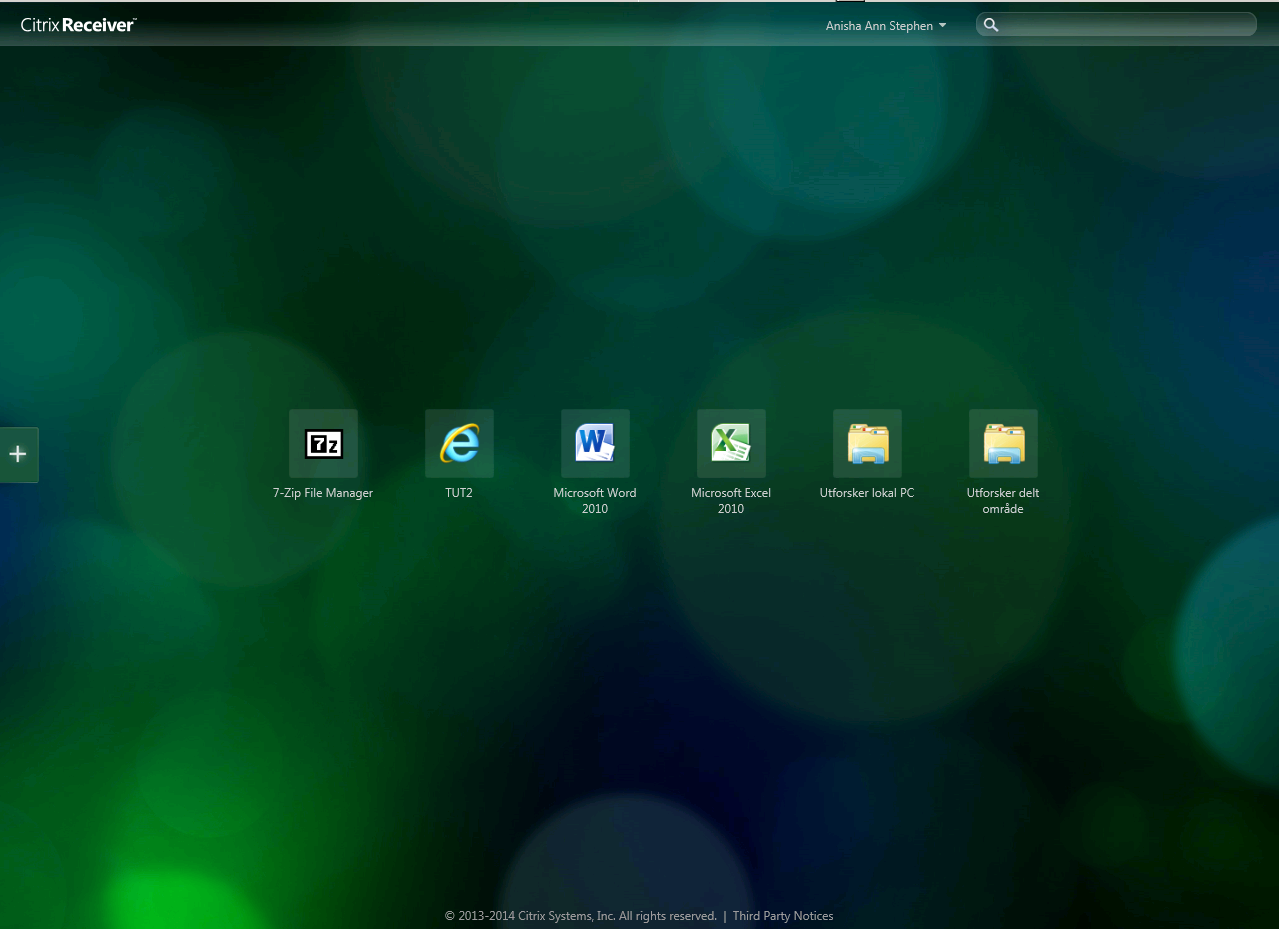 Citrix Receiver™
Anisha Ann Stephen
7z
7-Zip File Manager
TUT2
Microsoft Word
2010
Microsoft Excel
2010
Utforsker lokal PC
Utforsker delt
område
© 2013-2014 Citrix Systems, Inc. All rights reserved. | Third Party Notices